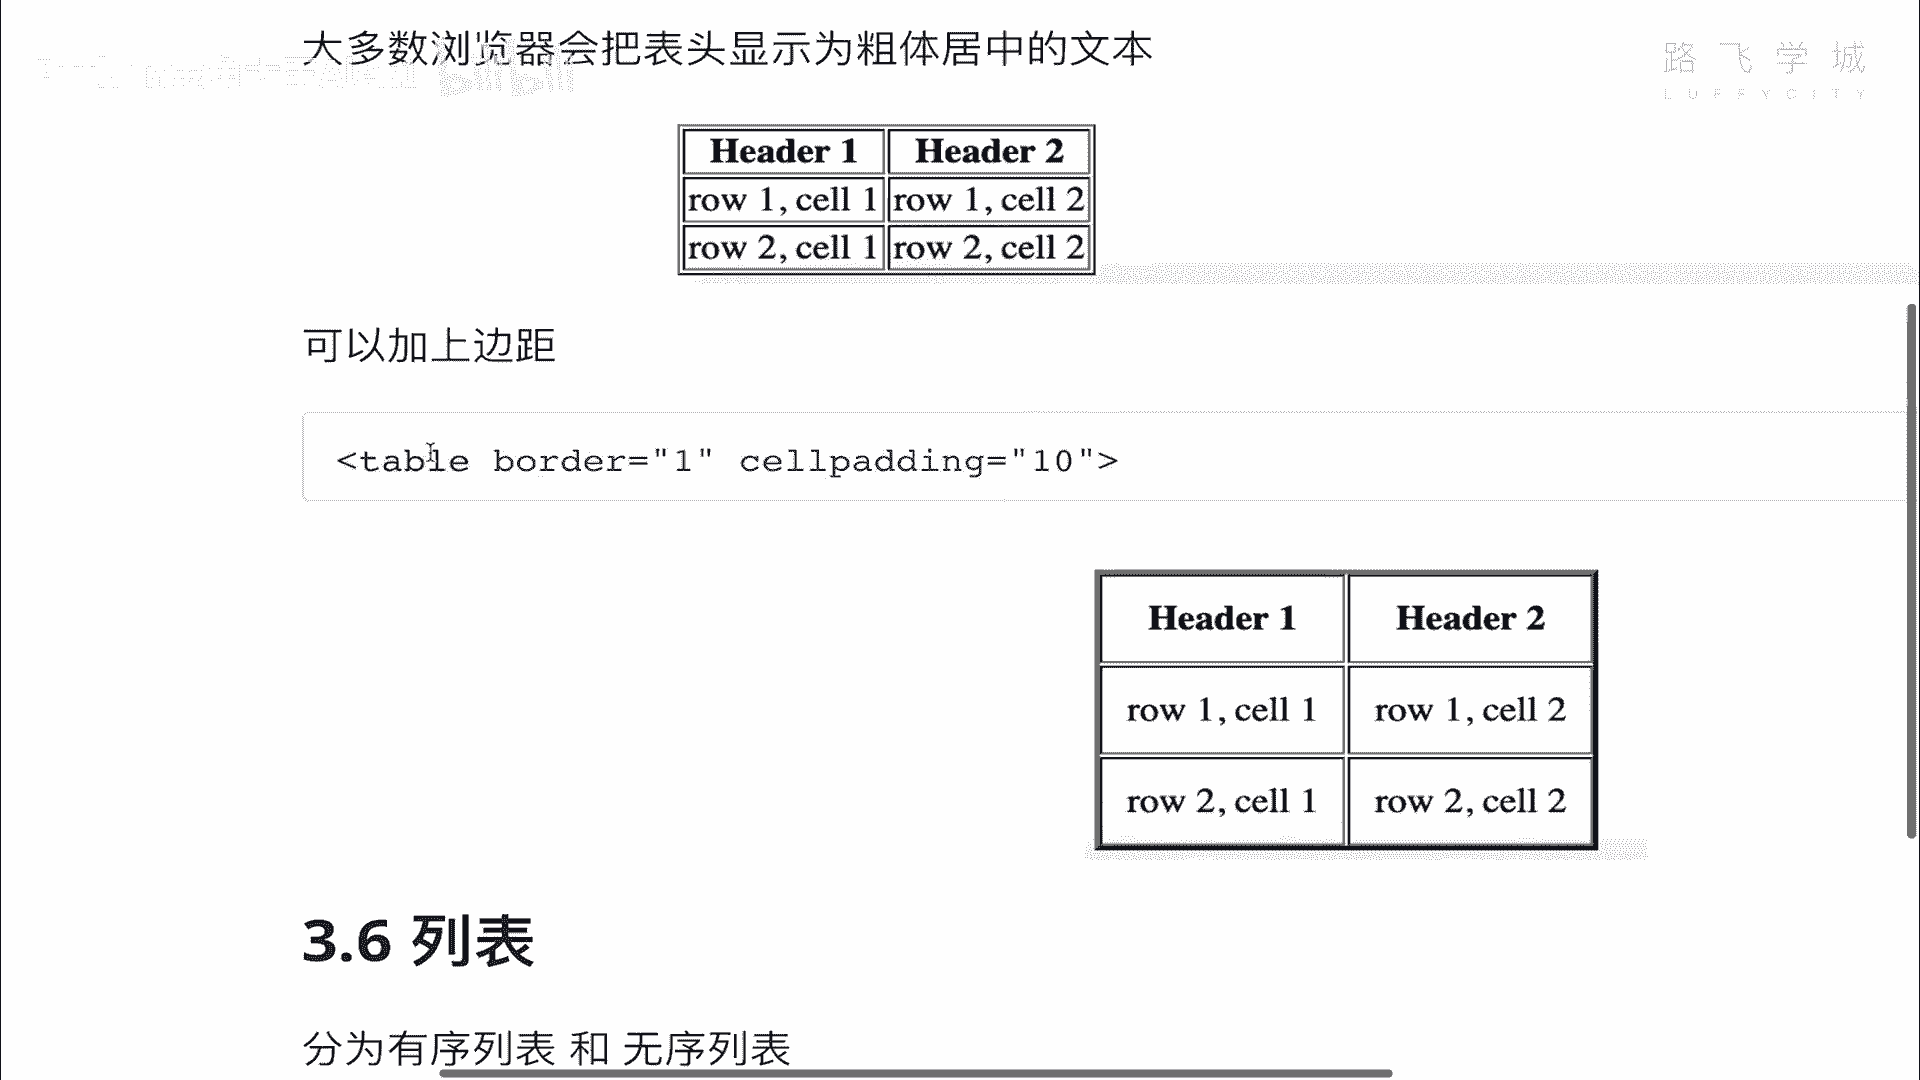 大多数浏览器会把表头显示为粗体居中的文本
路飞学城
LUFFYCITY
Header 1 Header 2
row 1, cell 1 row 1, cell 2
row 2, cell 1 row 2, cell 2
可以加上边距
<table border="1" cellpadding="10">
Header 1 Header 2
row 1, cell 1 row 1, cell 2
row 2, cell 1 row 2, cell 2
3.6 列表
分为有序列表 和 无序列表